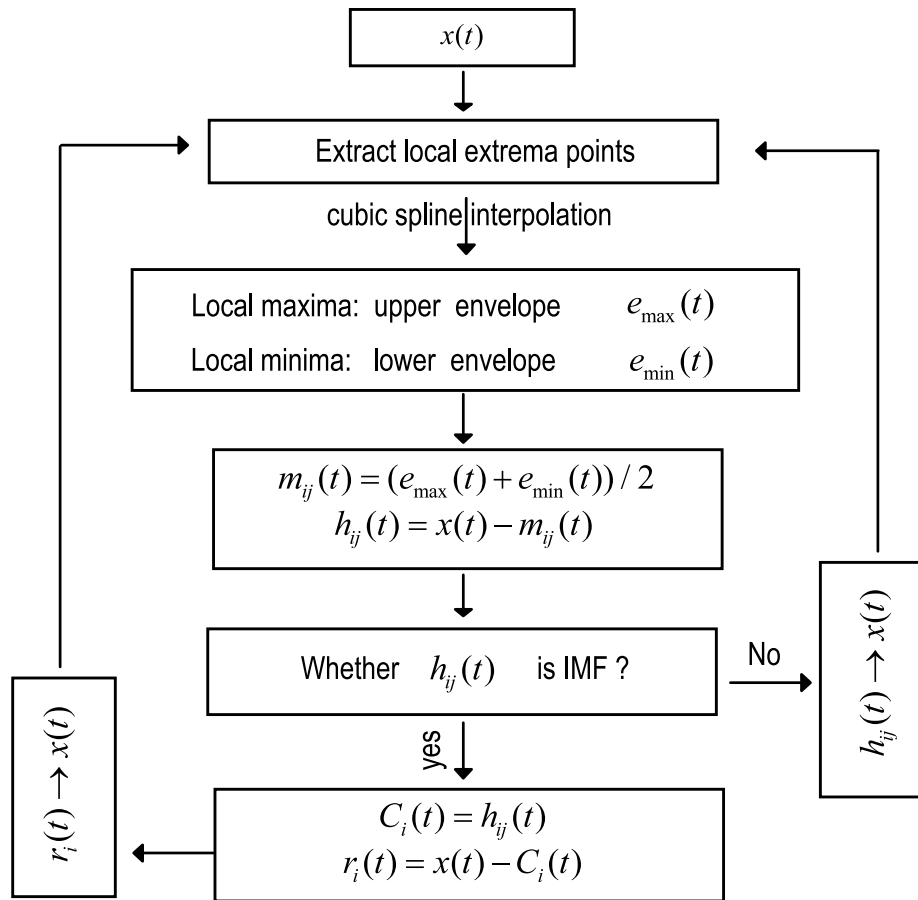 x(t)
Extract local extrema points
cubic spline interpolation
Local maxima: upper envelope e_max(t)
Local minima: lower envelope e_min(t)
m_ij(t) = (e_max(t) + e_min(t)) / 2
h_ij(t) = x(t) − m_ij(t)
Whether h_ij(t) is IMF ?
No
h_ij(t) → x(t)
yes
C_i(t) = h_ij(t)
r_i(t) = x(t) − C_i(t)
r_i(t) → x(t)